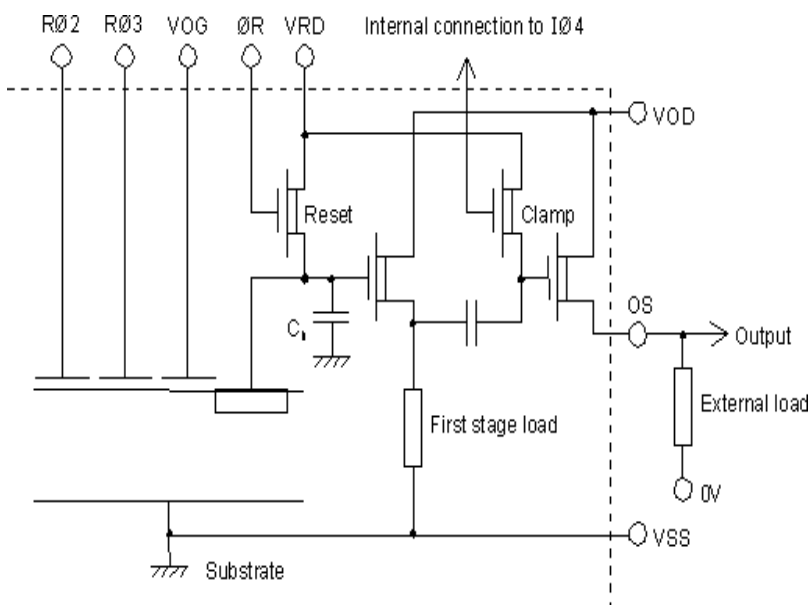 RØ2 RØ3 VOG ØR VRD Internal connection to IØ4
VOD
Reset
Clamp
OS
Output
C
First stage load
External load
0V
VSS
Substrate